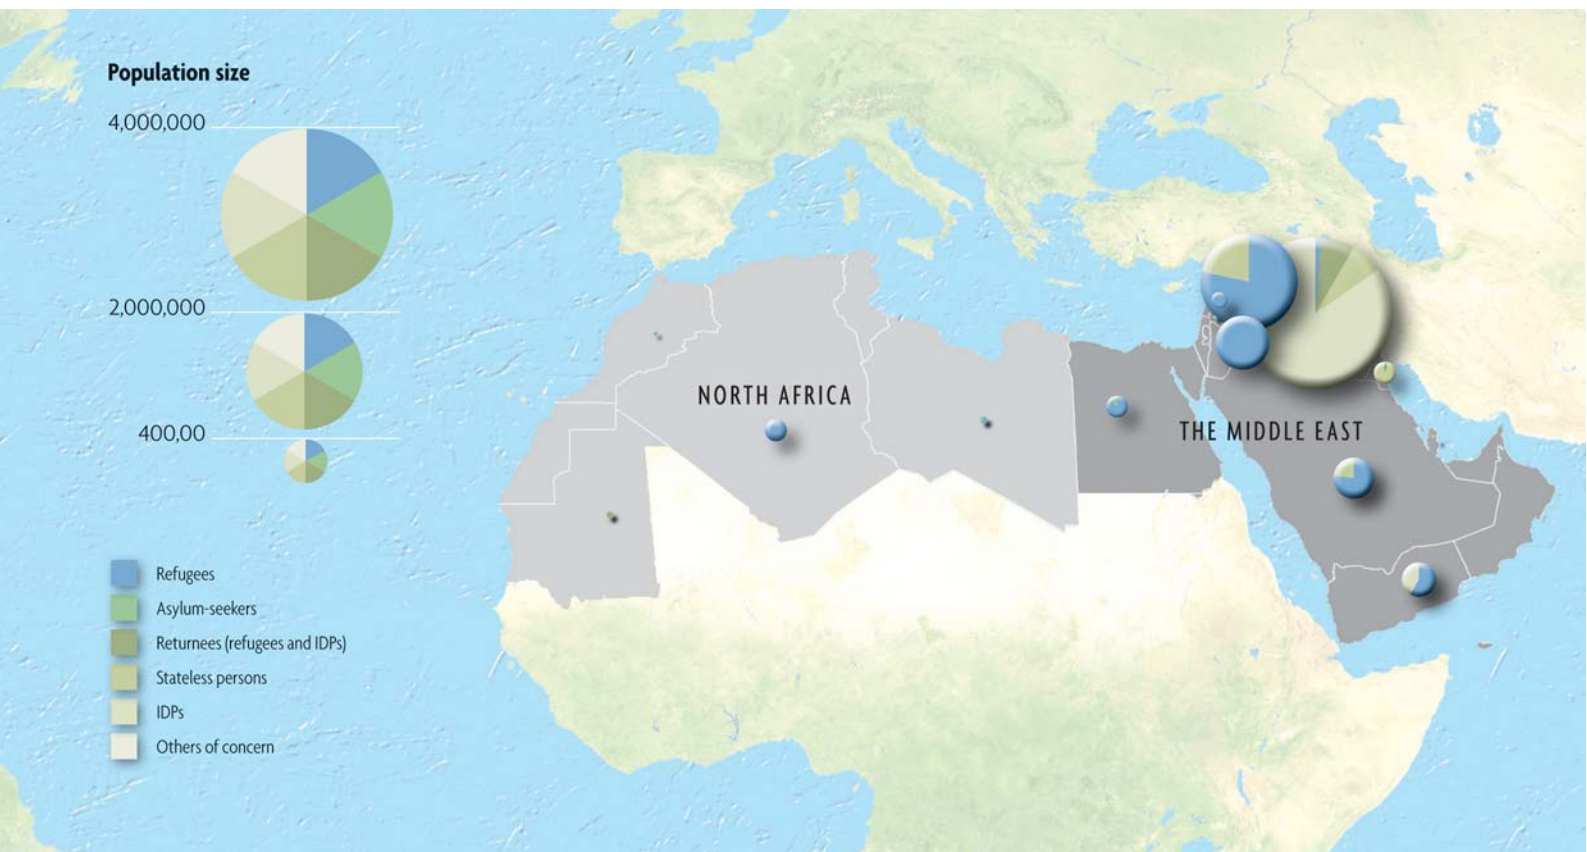 Population size
4,000,000
2,000,000
400,00
NORTH AFRICA
THE MIDDLE EAST
Refugees
Asylum-seekers
Returnees (refugees and IDPs)
Stateless persons
IDPs
Others of concern